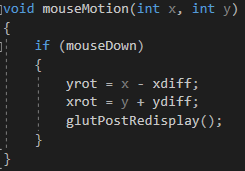 void mouseMotion(int x, int y)
{
if (mouseDown)
{
yrot = x - xdiff;
xrot = y + ydiff;
glutPostRedisplay();
}
}